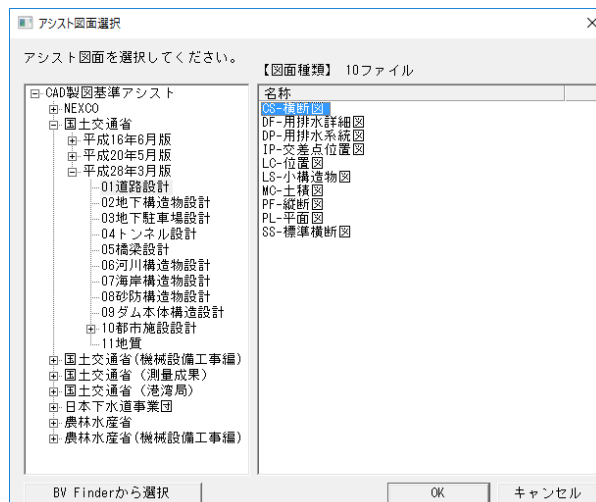 アシスト図面選択
アシスト図面を選択してください。
【図面種類】 10ファイル
CAD製図基準アシスト
NEXCO
国土交通省
平成16年6月版
平成20年5月版
平成28年3月版
01道路設計
02地下構造物設計
03地下駐車場設計
04トンネル設計
05橋梁設計
06河川構造物設計
07海岸構造物設計
08砂防構造物設計
09ダム本体構造設計
10都市施設設計
11地質
国土交通省(機械設備工事編)
国土交通省（測量成果）
国土交通省（港湾局）
日本下水道事業団
農林水産省
農林水産省(機械設備工事編)
名称
CS-横断図
DF-用排水詳細図
DP-用排水系統図
IP-交差点位置図
LC-位置図
LS-小構造物図
MC-土積図
PF-縦断図
PL-平面図
SS-標準横断図
BV Finderから選択
OK
キャンセル